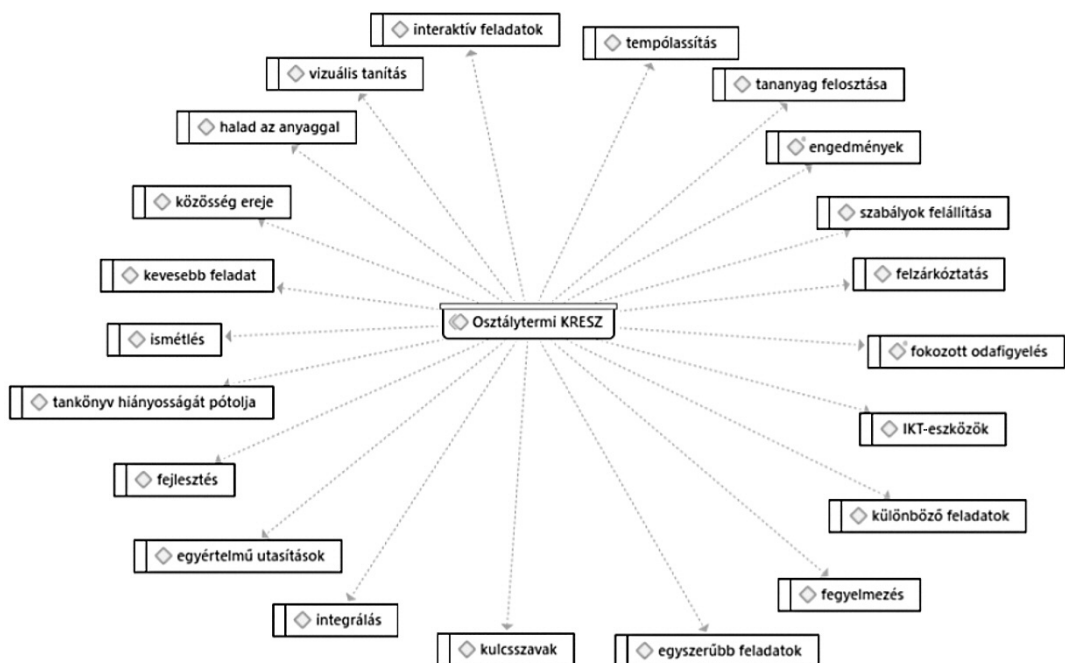 interaktív feladatok
tempólassítás
vizuális tanítás
tananyag felosztása
halad az anyaggal
engedmények
közösség ereje
szabályok felállítása
kevesebb feladat
felzárkóztatás
Osztálytermi KRESZ
ismétlés
fokozott odafigyelés
tankönyv hiányosságát pótolja
IKT-eszközök
fejlesztés
különböző feladatok
egyértelmű utasítások
fegyelmezés
integrálás
kulcsszavak
egyszerűbb feladatok